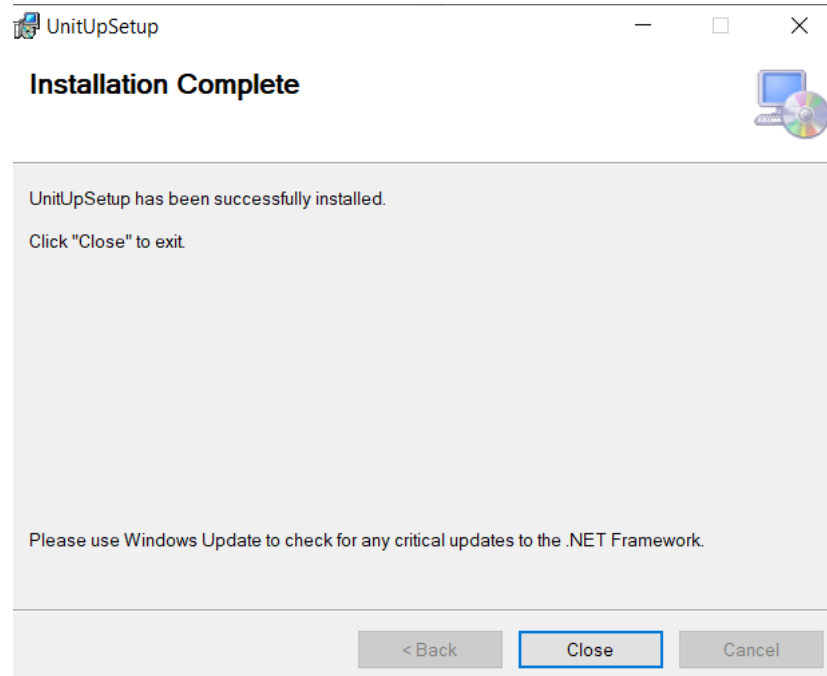 UnitUpSetup
Installation Complete
UnitUpSetup has been successfully installed.
Click "Close" to exit.
Please use Windows Update to check for any critical updates to the .NET Framework.
< Back
Close
Cancel